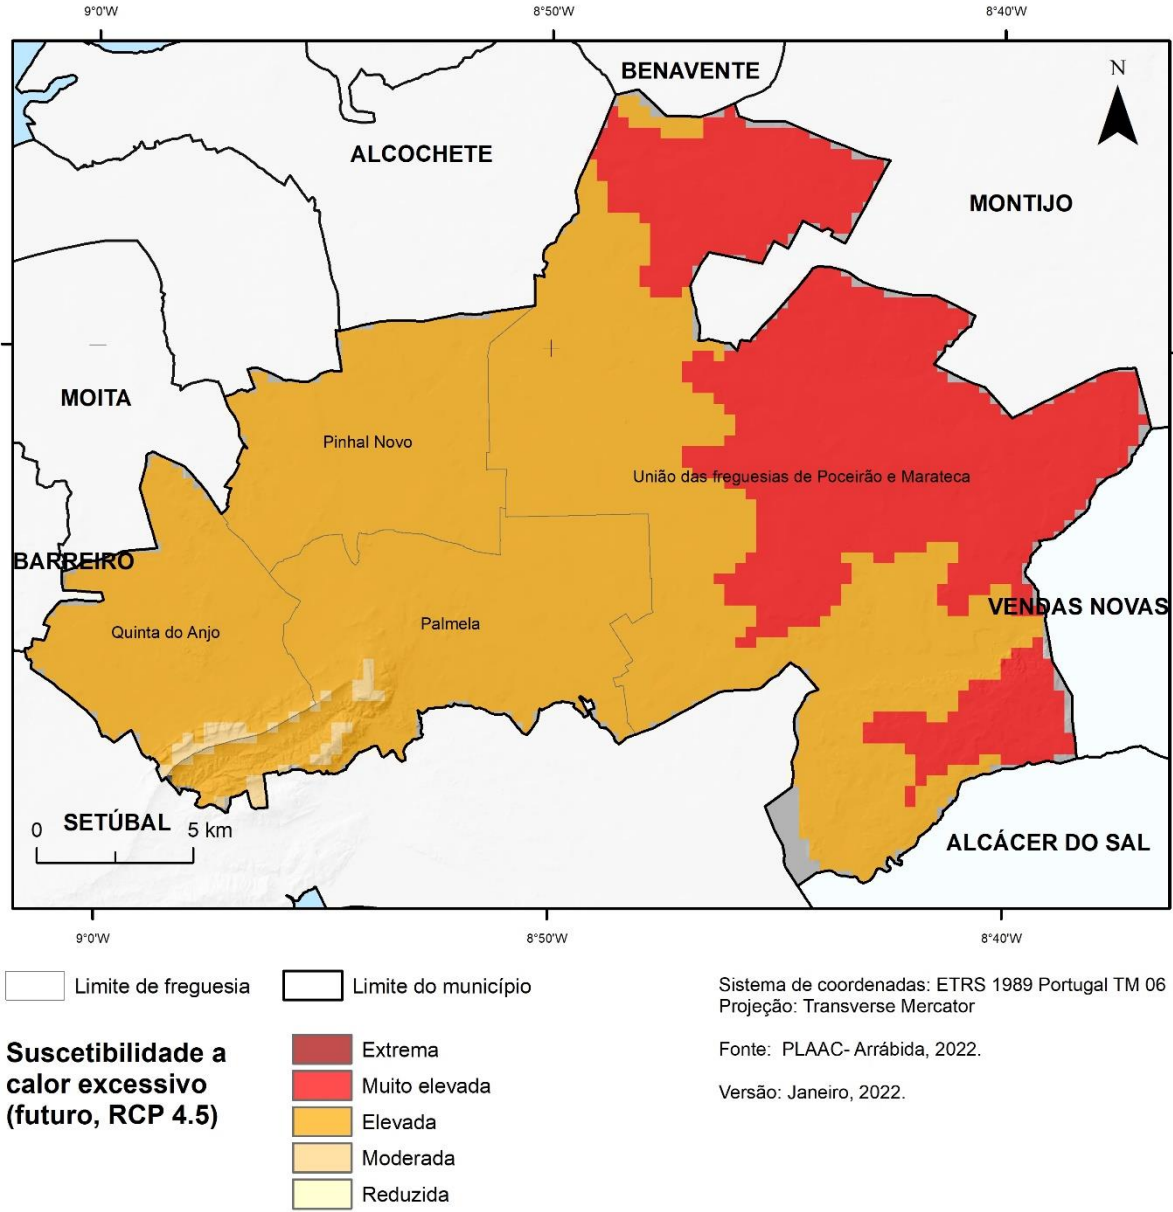 9°0'W
8°50'W
8°40'W
BENAVENTE
N
ALCOCHETE
MONTIJO
MOITA
Pinhal Novo
União das freguesias de Poceirão e Marateca
BARREIRO
VENDAS NOVAS
Quinta do Anjo
Palmela
SETÚBAL
0
5 km
ALCÁCER DO SAL
9°0'W
8°50'W
8°40'W
Limite de freguesia
Limite do município
Suscetibilidade a
calor excessivo
(futuro, RCP 4.5)
Extrema
Muito elevada
Elevada
Moderada
Reduzida
Sistema de coordenadas: ETRS 1989 Portugal TM 06
Projeção: Transverse Mercator
Fonte: PLAAC- Arrábida, 2022.
Versão: Janeiro, 2022.